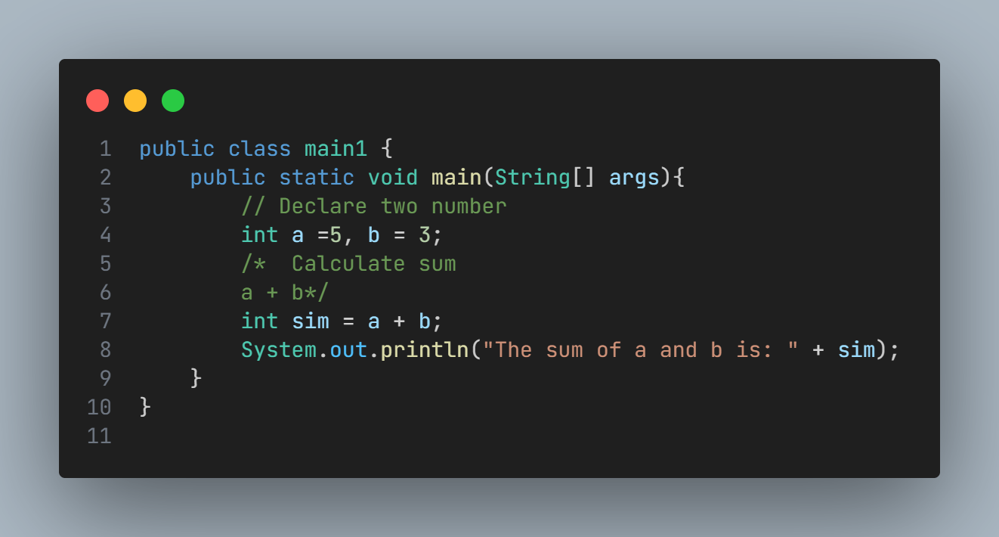 1 public class main1 {
2     public static void main(String[] args){
3         // Declare two number
4         int a =5, b = 3;
5         /*  Calculate sum
6         a + b*/
7         int sim = a + b;
8         System.out.println("The sum of a and b is: " + sim);
9     }
10 }
11